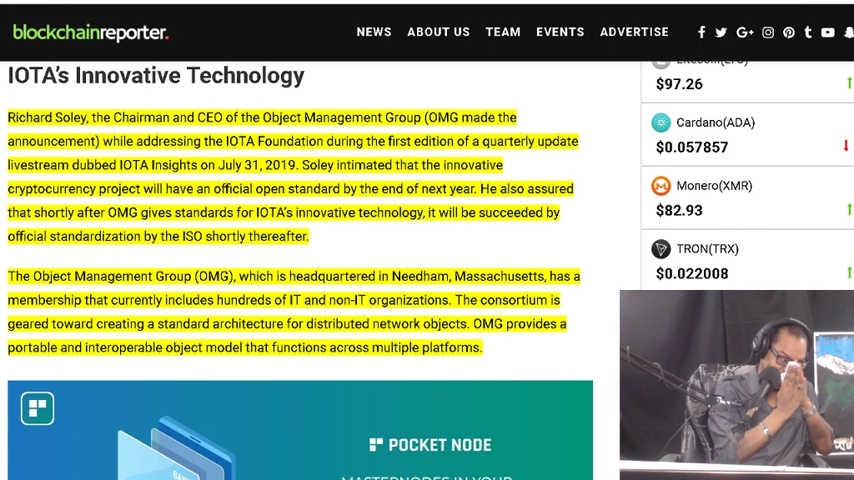 blockchainreporter.
NEWS ABOUT US TEAM EVENTS ADVERTISE
IOTA's Innovative Technology
Richard Soley, the Chairman and CEO of the Object Management Group (OMG made the
announcement) while addressing the IOTA Foundation during the first edition of a quarterly update
livestream dubbed IOTA Insights on July 31, 2019. Soley intimated that the innovative
cryptocurrency project will have an official open standard by the end of next year. He also assured
that shortly after OMG gives standards for IOTA's innovative technology, it will be succeeded by
official standardization by the ISO shortly thereafter.
The Object Management Group (OMG), which is headquartered in Needham, Massachusetts, has a
membership that currently includes hundreds of IT and non-IT organizations. The consortium is
geared toward creating a standard architecture for distributed network objects. OMG provides a
portable and interoperable object model that functions across multiple platforms.
POCKET NODE
MASTERNODES IN YOUR
$97.26
Cardano(ADA)
$0.057857
Monero(XMR)
$82.93
TRON(TRX)
$0.022008